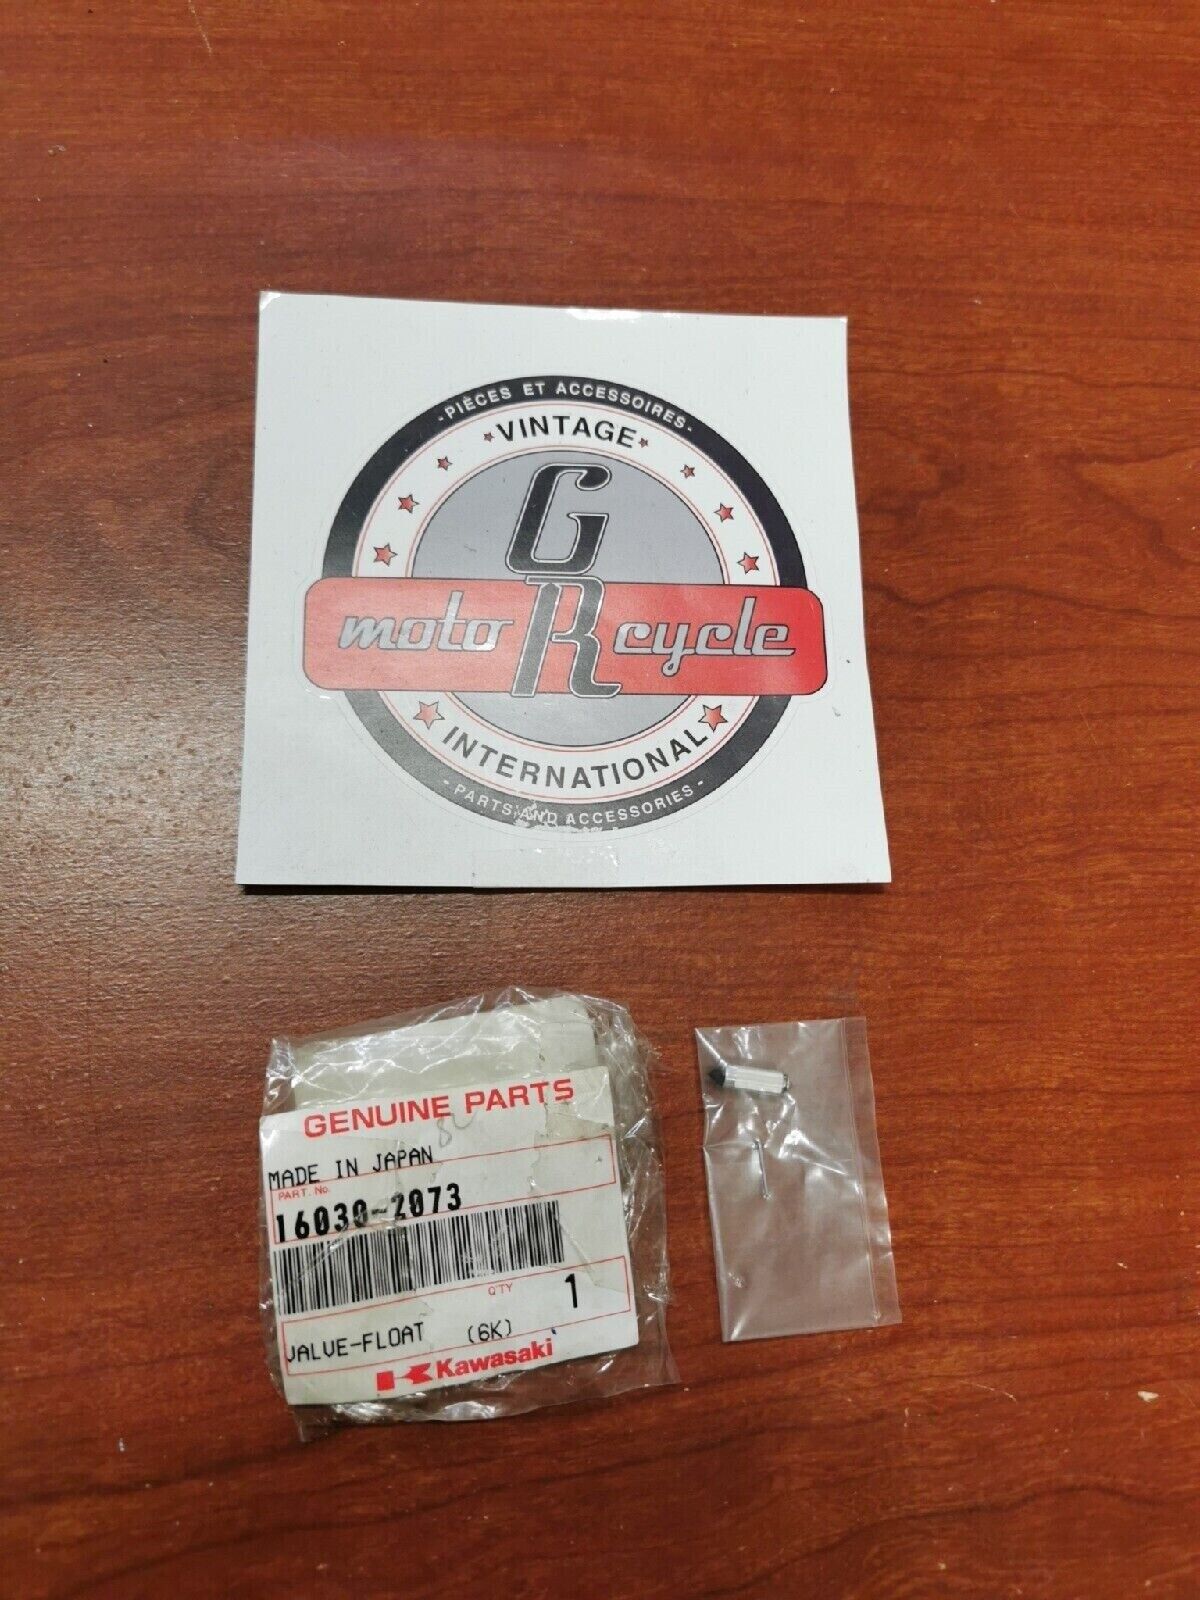 -PIÈCES ET ACCESSOIRES-
VINTAGE
G
moto R cycle
INTERNATIONAL
- PARTS AND ACCESSORIES -
GENUINE PARTS
MADE IN JAPAN
PART. No.
16030-2073
Q'TY 1
VALVE-FLOAT (6K)
Kawasaki